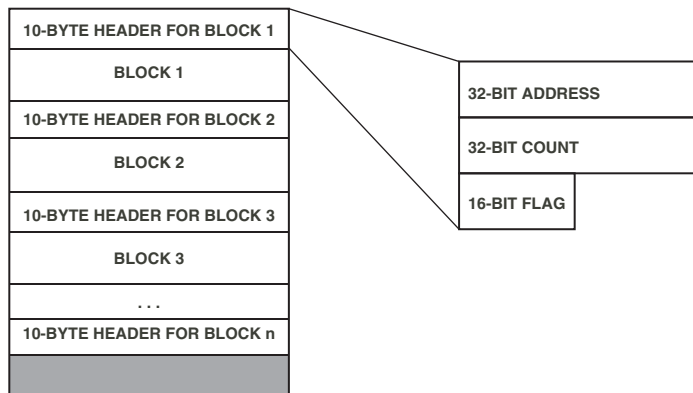 10-BYTE HEADER FOR BLOCK 1
BLOCK 1
10-BYTE HEADER FOR BLOCK 2
BLOCK 2
10-BYTE HEADER FOR BLOCK 3
BLOCK 3
. . .
10-BYTE HEADER FOR BLOCK n
32-BIT ADDRESS
32-BIT COUNT
16-BIT FLAG